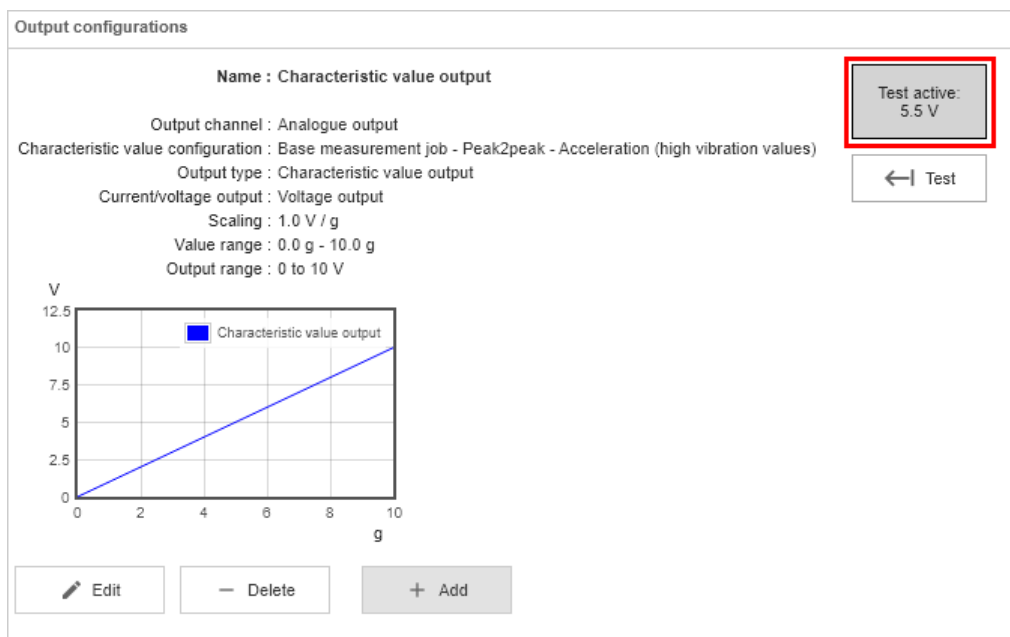 Output configurations
Name : Characteristic value output
Test active:
5.5 V
Output channel : Analogue output
Characteristic value configuration : Base measurement job - Peak2peak - Acceleration (high vibration values)
Output type : Characteristic value output
Test
Current/voltage output : Voltage output
Scaling : 1.0 V / g
Value range : 0.0 g - 10.0 g
Output range : 0 to 10 V
V
12.5
Characteristic value output
10
7.5
5
2.5
0
0 2 4 6 8 10
g
Edit
Delete
Add